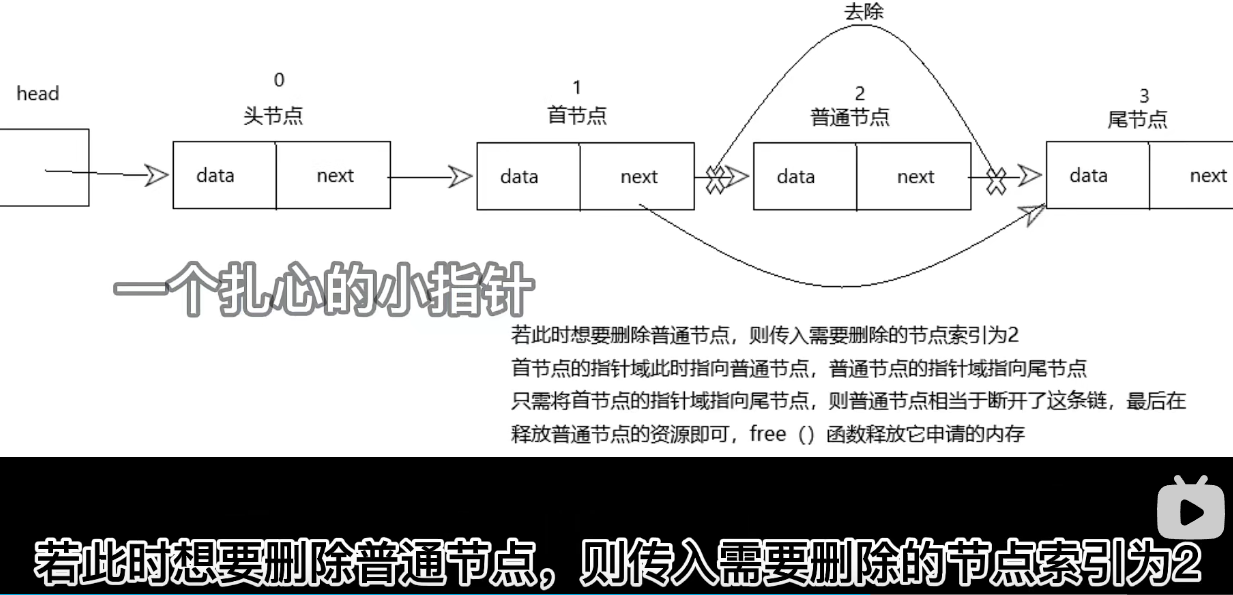 去除
head
0
头节点
1
首节点
2
普通节点
3
尾节点
data
next
data
next
data
next
data
next
一个扎心的小指针
若此时想要删除普通节点，则传入需要删除的节点索引为2
首节点的指针域此时指向普通节点，普通节点的指针域指向尾节点
只需将首节点的指针域指向尾节点，则普通节点相当于断开了这条链，最后在
释放普通节点的资源即可，free（）函数释放它申请的内存
若此时想要删除普通节点，则传入需要删除的节点索引为2